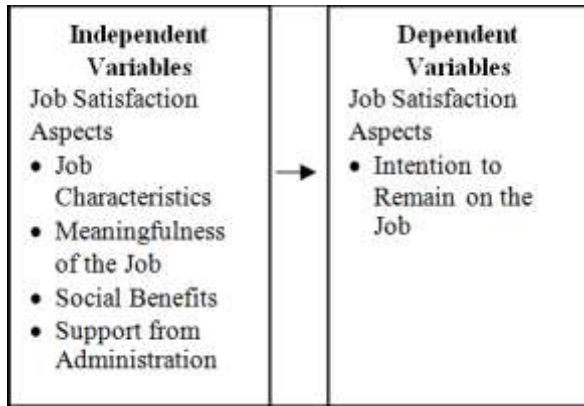 Independent
Variables
Job Satisfaction
Aspects
• Job
Characteristics
• Meaningfulness
of the Job
• Social Benefits
• Support from
Administration
Dependent
Variables
Job Satisfaction
Aspects
• Intention to
Remain on the
Job